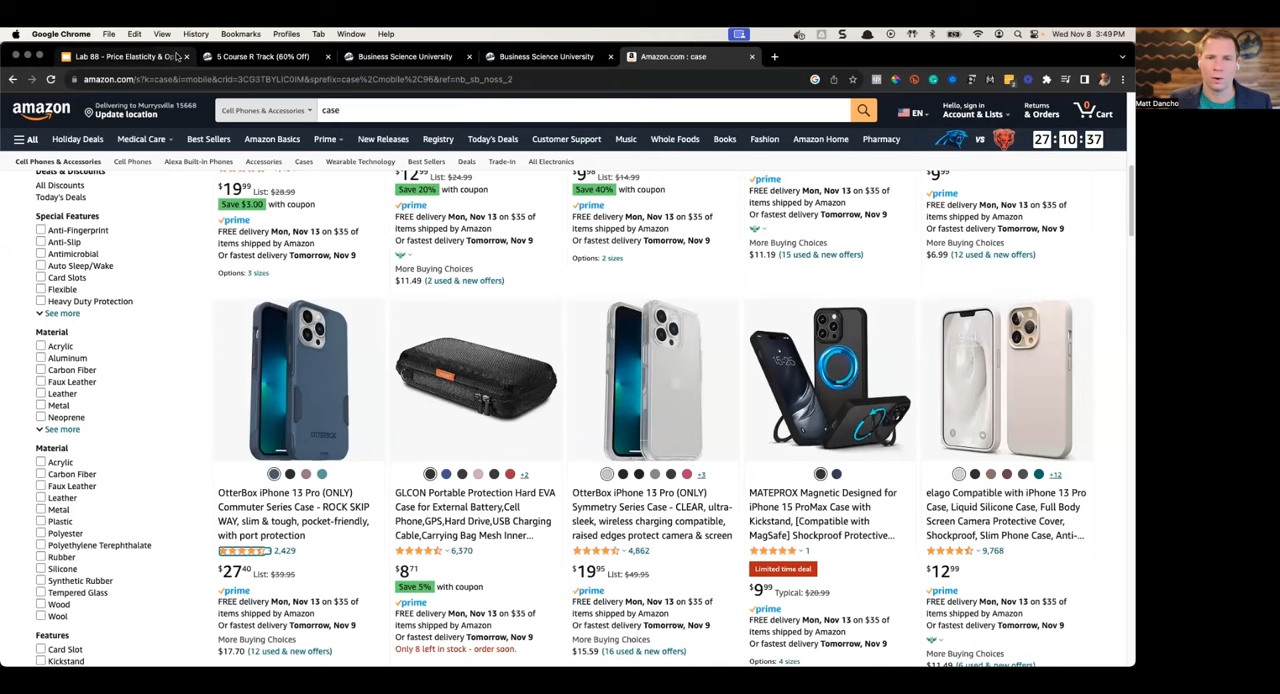 Google Chrome File Edit View History Bookmarks Profiles Tab Window Help Wed Nov 8 3:49PM
Lab 88 - Price Elasticity & Op
5 Course R Track (60% Off)
Business Science University
Business Science University
Amazon.com : case
amazon.com/s?k=case&i=mobile&crid=3CG3TBYLIC0IM&sprefix=case%2Cmobile%2C96&ref=nb_sb_noss_2
Matt Dancho
amazon
Delivering to Murrysville 15668
Update location
Cell Phones & Accessories
case
EN
Hello, sign in
Account & Lists
Returns
& Orders
0
Cart
All Holiday Deals Medical Care Best Sellers Amazon Basics Prime New Releases Registry Today's Deals Customer Support Music Whole Foods Books Fashion Amazon Home Pharmacy
VS
27:10:37
Cell Phones & Accessories Cell Phones Alexa Built-in Phones Accessories Cases Wearable Technology Best Sellers Deals Trade-In All Electronics
Deals & Discounts
All Discounts
Today's Deals
Special Features
Anti-Fingerprint
Anti-Slip
Antimicrobial
Auto Sleep/Wake
Card Slots
Flexible
Heavy Duty Protection
See more
Material
Acrylic
Aluminum
Carbon Fiber
Faux Leather
Leather
Metal
Neoprene
See more
Material
Acrylic
Carbon Fiber
Faux Leather
Leather
Metal
Plastic
Polyester
Polyethylene Terephthalate
Rubber
Silicone
Synthetic Rubber
Tempered Glass
Wood
Wool
Features
Card Slot
Kickstand
$19.99 List: $28.99
Save $3.00 with coupon
prime
FREE delivery Mon, Nov 13 on $35 of
items shipped by Amazon
Or fastest delivery Tomorrow, Nov 9
Options: 3 sizes
$12.99 List: $24.99
Save 20% with coupon
prime
FREE delivery Mon, Nov 13 on $35 of
items shipped by Amazon
Or fastest delivery Tomorrow, Nov 9
More Buying Choices
$11.49 (2 used & new offers)
$9.98 List: $14.99
Save 40% with coupon
prime
FREE delivery Mon, Nov 13 on $35 of
items shipped by Amazon
Or fastest delivery Tomorrow, Nov 9
Options: 2 sizes
prime
FREE delivery Mon, Nov 13 on $35 of
items shipped by Amazon
Or fastest delivery Tomorrow, Nov 9
More Buying Choices
$11.19 (15 used & new offers)
$9.99
prime
FREE delivery Mon, Nov 13 on $35 of
items shipped by Amazon
Or fastest delivery Tomorrow, Nov 9
More Buying Choices
$6.99 (12 used & new offers)
OTTERBOX
OtterBox iPhone 13 Pro (ONLY)
Commuter Series Case - ROCK SKIP
WAY, slim & tough, pocket-friendly,
with port protection
2,429
$27.40 List: $39.95
prime
FREE delivery Mon, Nov 13 on $35 of
items shipped by Amazon
Or fastest delivery Tomorrow, Nov 9
More Buying Choices
$17.70 (12 used & new offers)
+2
GLCON Portable Protection Hard EVA
Case for External Battery,Cell
Phone,GPS,Hard Drive,USB Charging
Cable,Carrying Bag Mesh Inner...
6,370
$8.71
Save 5% with coupon
prime
FREE delivery Mon, Nov 13 on $35 of
items shipped by Amazon
Or fastest delivery Tomorrow, Nov 9
Only 8 left in stock - order soon.
+3
OtterBox iPhone 13 Pro (ONLY)
Symmetry Series Case - CLEAR, ultra-
sleek, wireless charging compatible,
raised edges protect camera & screen
4,862
$19.95 List: $49.95
prime
FREE delivery Mon, Nov 13 on $35 of
items shipped by Amazon
Or fastest delivery Tomorrow, Nov 9
More Buying Choices
$15.59 (16 used & new offers)
15-25
MATEPROX Magnetic Designed for
iPhone 15 ProMax Case with
Kickstand, [Compatible with
MagSafe] Shockproof Protective...
1
Limited time deal
$9.99 Typical: $20.99
prime
FREE delivery Mon, Nov 13 on $35 of
items shipped by Amazon
Or fastest delivery Tomorrow, Nov 9
Options: 4 sizes
+12
elago Compatible with iPhone 13 Pro
Case, Liquid Silicone Case, Full Body
Screen Camera Protective Cover,
Shockproof, Slim Phone Case, Anti-...
9,768
$12.99
prime
FREE delivery Mon, Nov 13 on $35 of
items shipped by Amazon
Or fastest delivery Tomorrow, Nov 9
More Buying Choices
$11.49 (6 used & new offers)